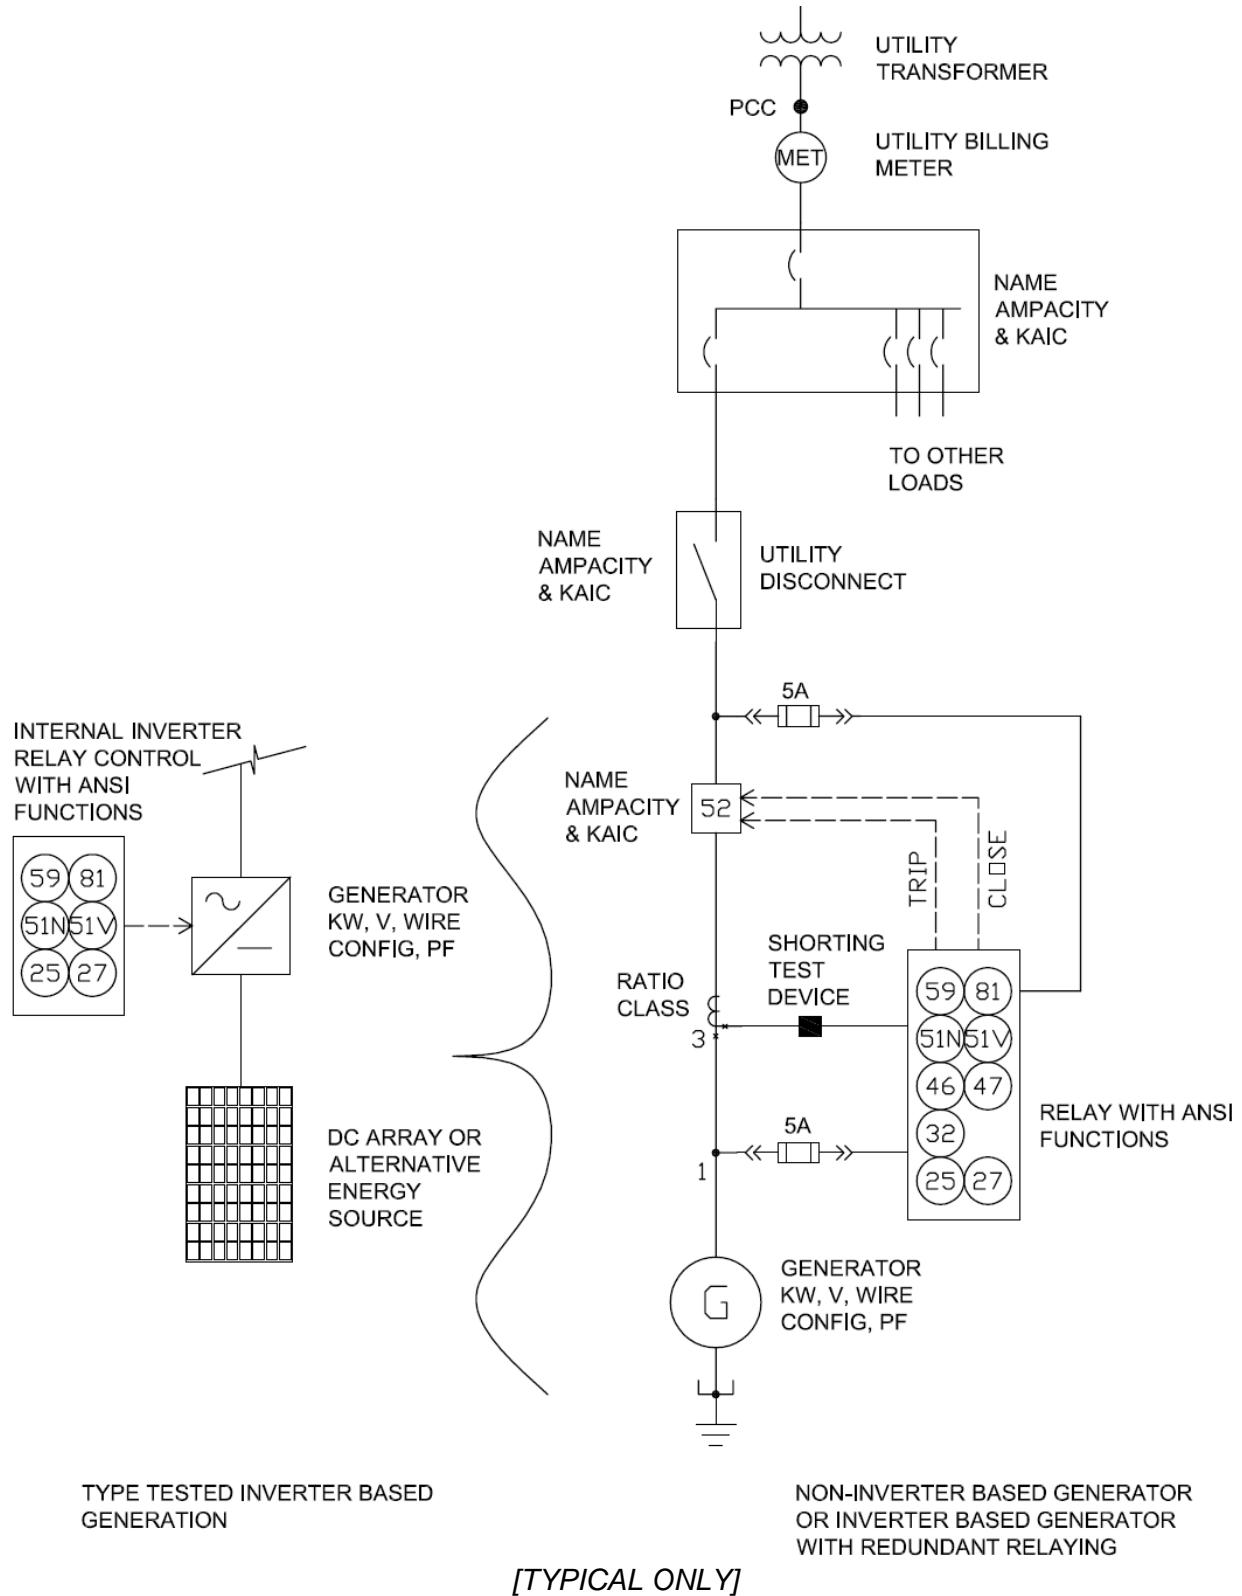 UTILITY
TRANSFORMER
PCC
MET
UTILITY BILLING
METER
NAME
AMPACITY
& KAIC
TO OTHER
LOADS
NAME
AMPACITY
& KAIC
UTILITY
DISCONNECT
5A
INTERNAL INVERTER
RELAY CONTROL
WITH ANSI
FUNCTIONS
59 81
51N 51V
25 27
GENERATOR
KW, V, WIRE
CONFIG, PF
DC ARRAY OR
ALTERNATIVE
ENERGY
SOURCE
NAME
AMPACITY
& KAIC
52
TRIP
CLOSE
RATIO
CLASS
3
SHORTING
TEST
DEVICE
59 81
51N 51V
46 47
32
25 27
RELAY WITH ANSI
FUNCTIONS
5A
1
G
GENERATOR
KW, V, WIRE
CONFIG, PF
TYPE TESTED INVERTER BASED
GENERATION
NON-INVERTER BASED GENERATOR
OR INVERTER BASED GENERATOR
WITH REDUNDANT RELAYING
[TYPICAL ONLY]